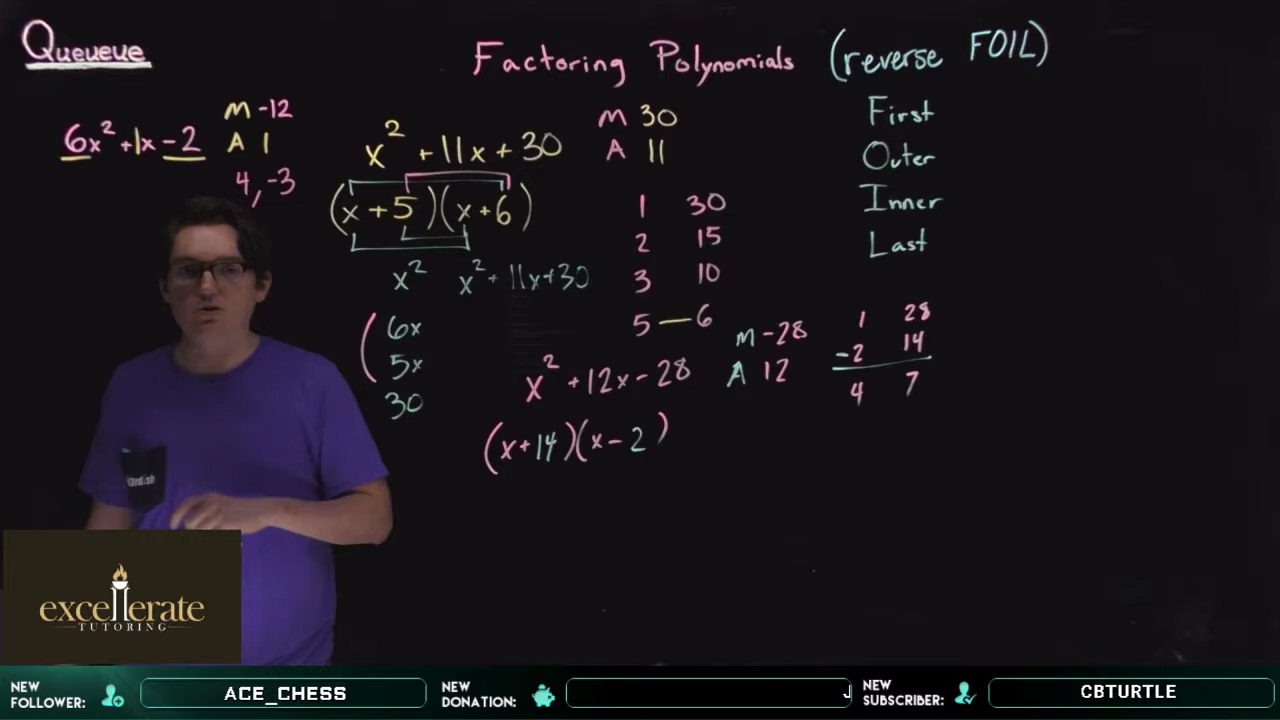 Queueue
Factoring Polynomials (reverse FOIL)
6x² + 1x - 2
M -12
A 1
4, -3
x² + 11x + 30
M 30
A 11
(x + 5)(x + 6)
x² x² + 11x + 30
6x
5x
30
1 30
2 15
3 10
5 — 6
First
Outer
Inner
Last
x² + 12x - 28
M -28
A 12
(x + 14)(x - 2)
1 28
-2 14
4 7
excellerate
TUTORING
NEW FOLLOWER: ACE_CHESS
NEW DONATION: J
NEW SUBSCRIBER: CBTURTLE